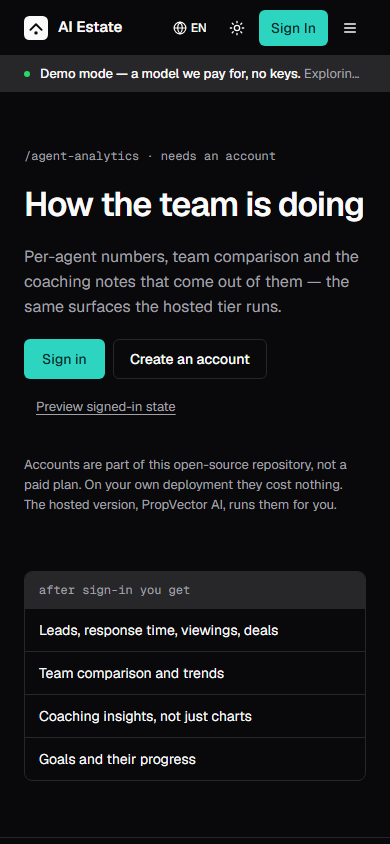 AI Estate
EN
Sign In
Demo mode — a model we pay for, no keys. Explorin...
/agent-analytics · needs an account
How the team is doing
Per-agent numbers, team comparison and the
coaching notes that come out of them — the
same surfaces the hosted tier runs.
Sign in
Create an account
Preview signed-in state
Accounts are part of this open-source repository, not a
paid plan. On your own deployment they cost nothing.
The hosted version, PropVector AI, runs them for you.
after sign-in you get
Leads, response time, viewings, deals
Team comparison and trends
Coaching insights, not just charts
Goals and their progress